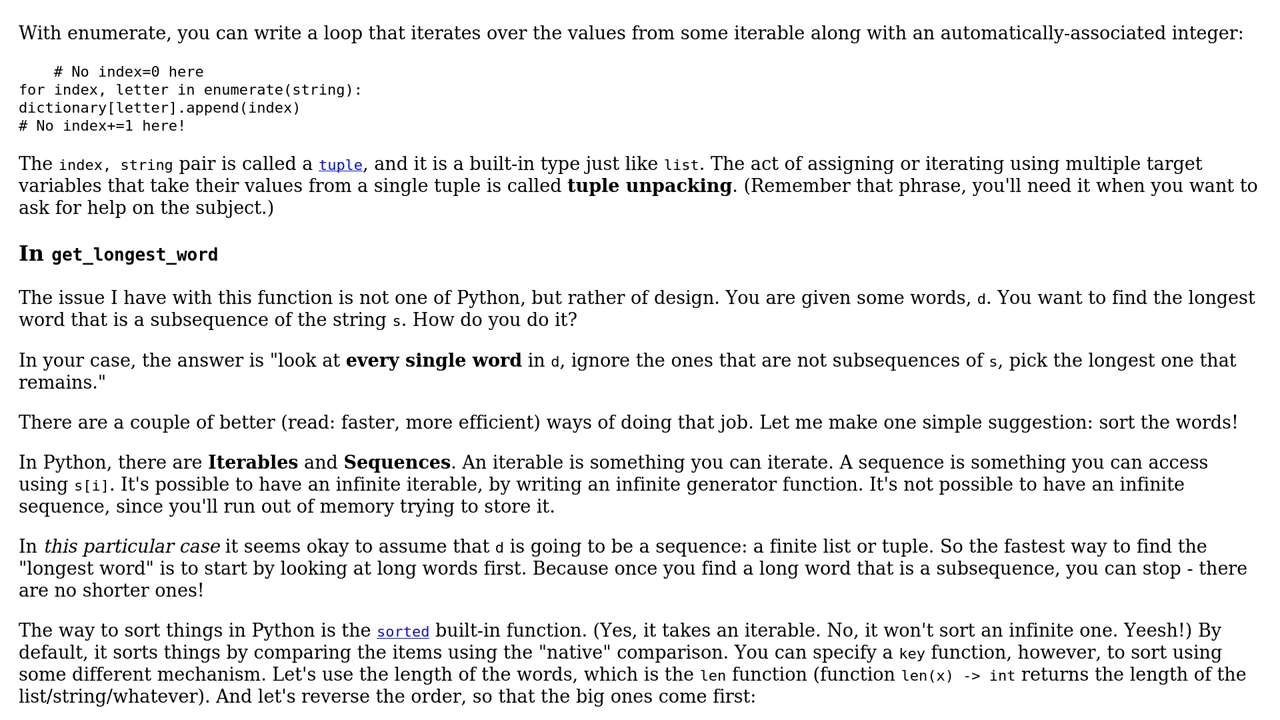 With enumerate, you can write a loop that iterates over the values from some iterable along with an automatically-associated integer:
# No index=0 here
for index, letter in enumerate(string):
dictionary[letter].append(index)
# No index+=1 here!
The index, string pair is called a tuple, and it is a built-in type just like list. The act of assigning or iterating using multiple target
variables that take their values from a single tuple is called tuple unpacking. (Remember that phrase, you'll need it when you want to
ask for help on the subject.)
In get_longest_word
The issue I have with this function is not one of Python, but rather of design. You are given some words, d. You want to find the longest
word that is a subsequence of the string s. How do you do it?
In your case, the answer is "look at every single word in d, ignore the ones that are not subsequences of s, pick the longest one that
remains."
There are a couple of better (read: faster, more efficient) ways of doing that job. Let me make one simple suggestion: sort the words!
In Python, there are Iterables and Sequences. An iterable is something you can iterate. A sequence is something you can access
using s[i]. It's possible to have an infinite iterable, by writing an infinite generator function. It's not possible to have an infinite
sequence, since you'll run out of memory trying to store it.
In this particular case it seems okay to assume that d is going to be a sequence: a finite list or tuple. So the fastest way to find the
"longest word" is to start by looking at long words first. Because once you find a long word that is a subsequence, you can stop - there
are no shorter ones!
The way to sort things in Python is the sorted built-in function. (Yes, it takes an iterable. No, it won't sort an infinite one. Yeesh!) By
default, it sorts things by comparing the items using the "native" comparison. You can specify a key function, however, to sort using
some different mechanism. Let's use the length of the words, which is the len function (function len(x) -> int returns the length of the
list/string/whatever). And let's reverse the order, so that the big ones come first: